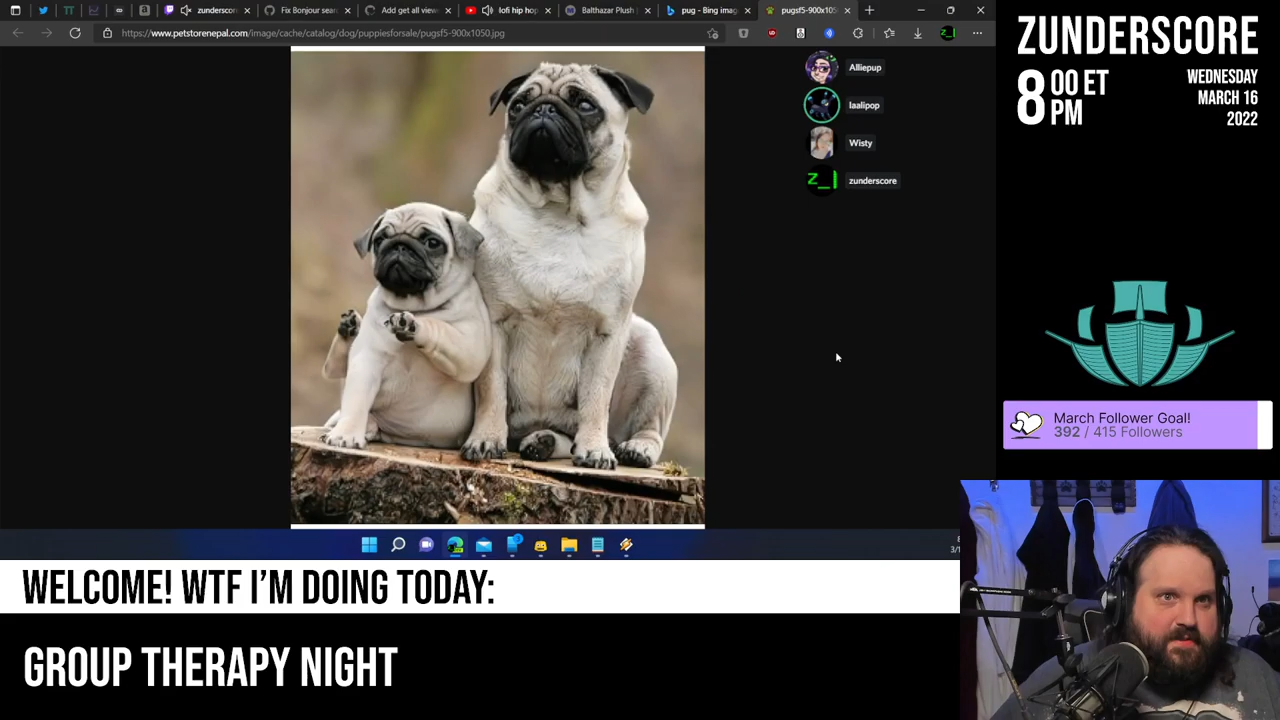 zunderscore
Fix Bonjour sear
Add get all view
lofi hip hop
Balthazar Plush
pug - Bing imag
pugsf5-900x105
https://www.petstorenepal.com/image/cache/catalog/dog/puppiesforsale/pugsf5-900x1050.jpg
Alliepup
laalipop
Wisty
z_| zunderscore
ZUNDERSCORE
8 00 ET PM
WEDNESDAY
MARCH 16
2022
March Follower Goal!
392 / 415 Followers
WELCOME! WTF I'M DOING TODAY:
GROUP THERAPY NIGHT